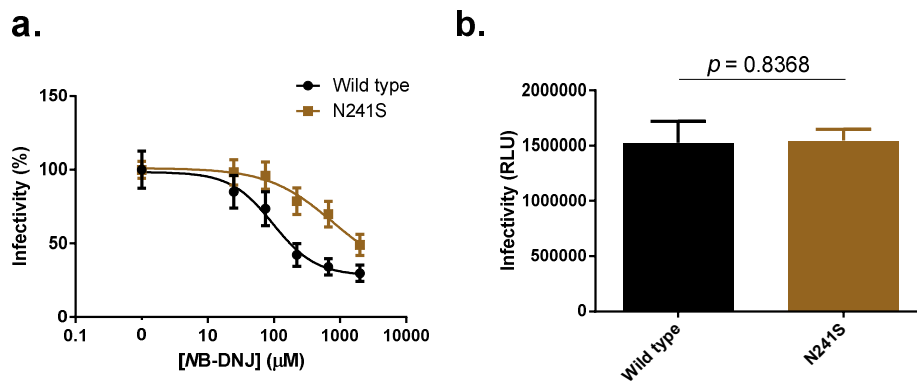 a.
Wild type
N241S
150
100
50
0
0.1 0 10 100 1000 10000
Infectivity (%)
[NB-DNJ] (µM)
b.
p = 0.8368
2000000
1500000
1000000
500000
0
Infectivity (RLU)
Wild type
N241S